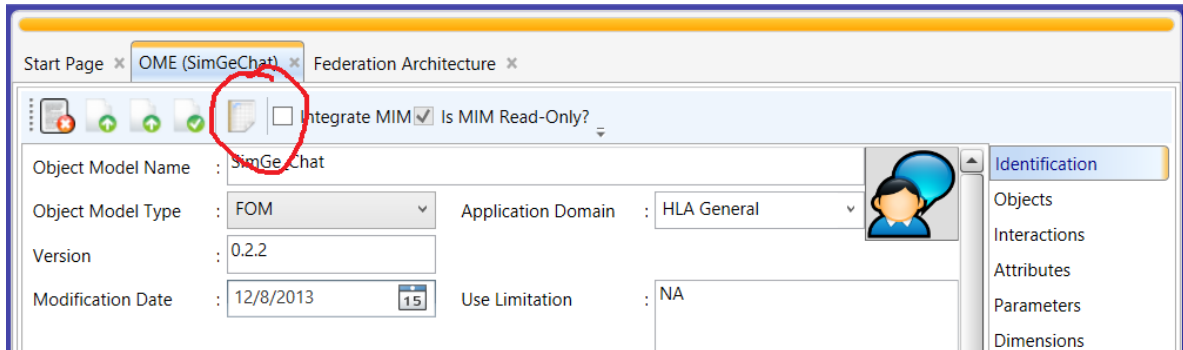 Start Page × OME (SimGeChat) × Federation Architecture ×
Integrate MIM Is MIM Read-Only?
Object Model Name : SimGe_Chat
Identification
Object Model Type : FOM Application Domain : HLA General
Objects
Interactions
Version : 0.2.2
Attributes
Modification Date : 12/8/2013 15 Use Limitation : NA
Parameters
Dimensions